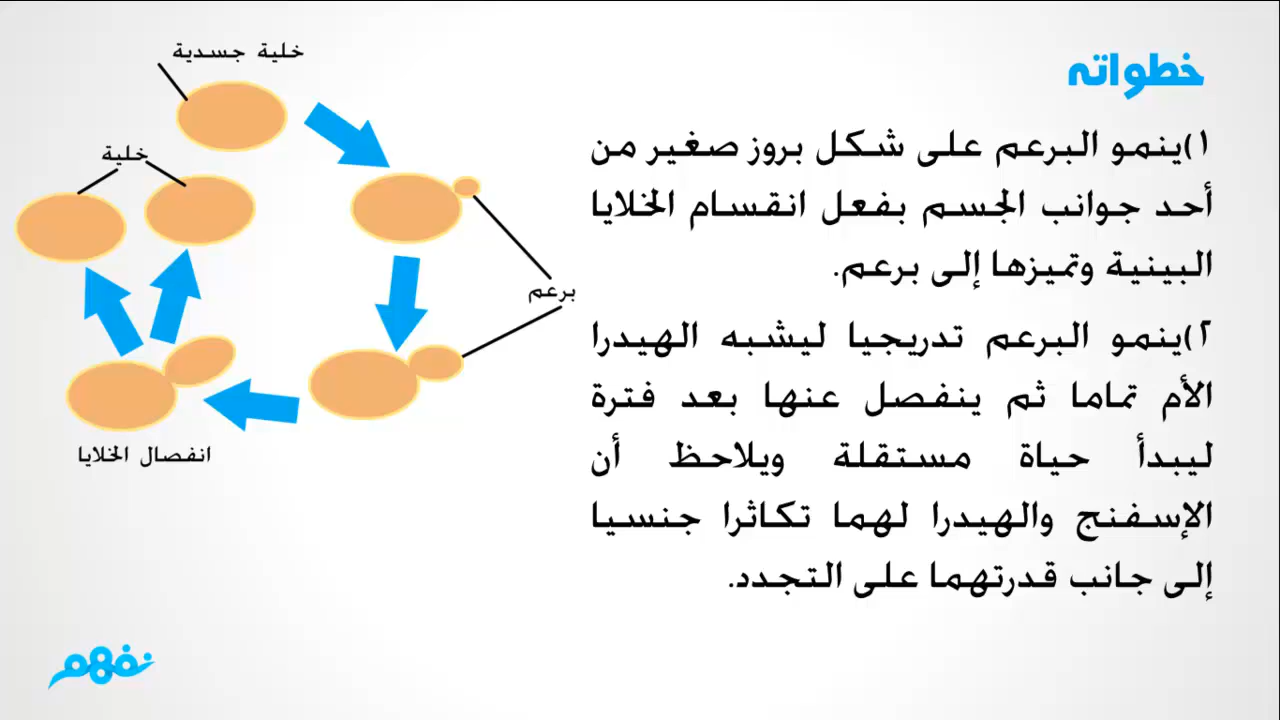 خطواته
١)ينمو البرعم على شكل بروز صغير من
أحد جوانب الجسم بفعل انقسام الخلايا
البينية وتميزها إلى برعم.
٢)ينمو البرعم تدريجيا ليشبه الهيدرا
الأم تماما ثم ينفصل عنها بعد فترة
ليبدأ حياة مستقلة ويلاحظ أن
الإسفنج والهيدرا لهما تكاثرا جنسيا
إلى جانب قدرتهما على التجدد.
خلية جسدية
خلية
برعم
انفصال الخلايا
نفهم